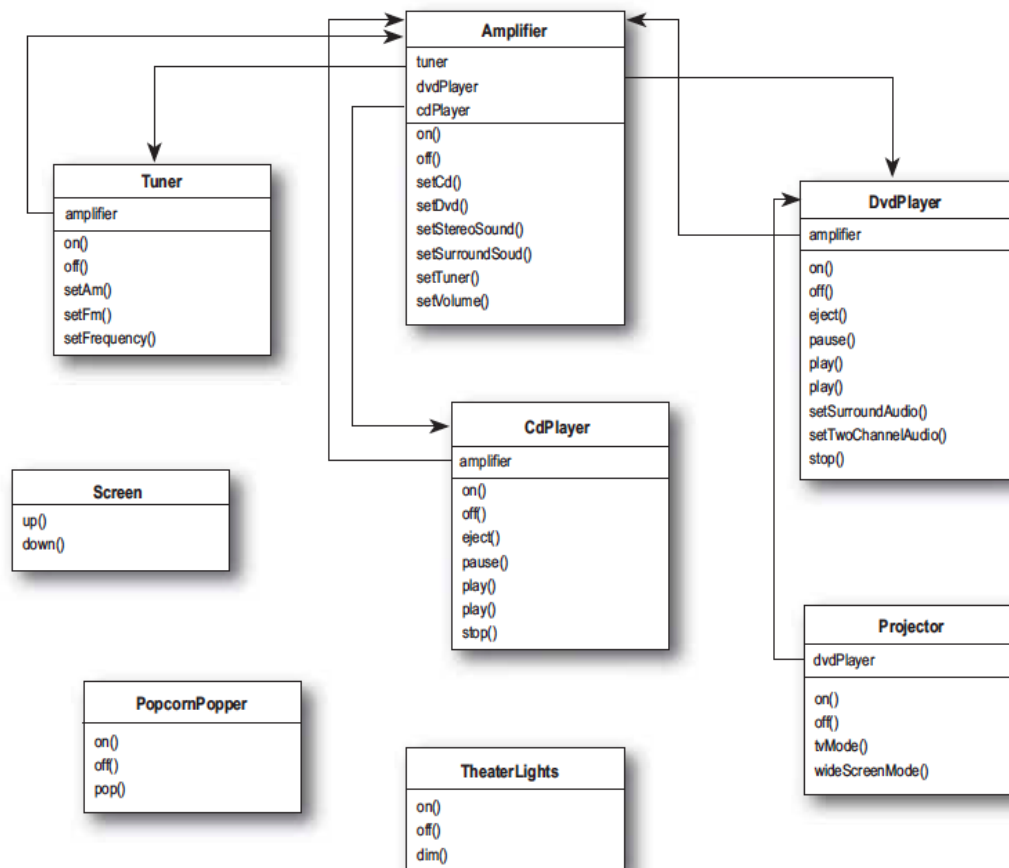 Amplifier
tuner
dvdPlayer
cdPlayer
on()
off()
setCd()
setDvd()
setStereoSound()
setSurroundSoud()
setTuner()
setVolume()
Tuner
amplifier
on()
off()
setAm()
setFm()
setFrequency()
DvdPlayer
amplifier
on()
off()
eject()
pause()
play()
play()
setSurroundAudio()
setTwoChannelAudio()
stop()
CdPlayer
amplifier
on()
off()
eject()
pause()
play()
play()
stop()
Screen
up()
down()
Projector
dvdPlayer
on()
off()
tvMode()
wideScreenMode()
PopcornPopper
on()
off()
pop()
TheaterLights
on()
off()
dim()